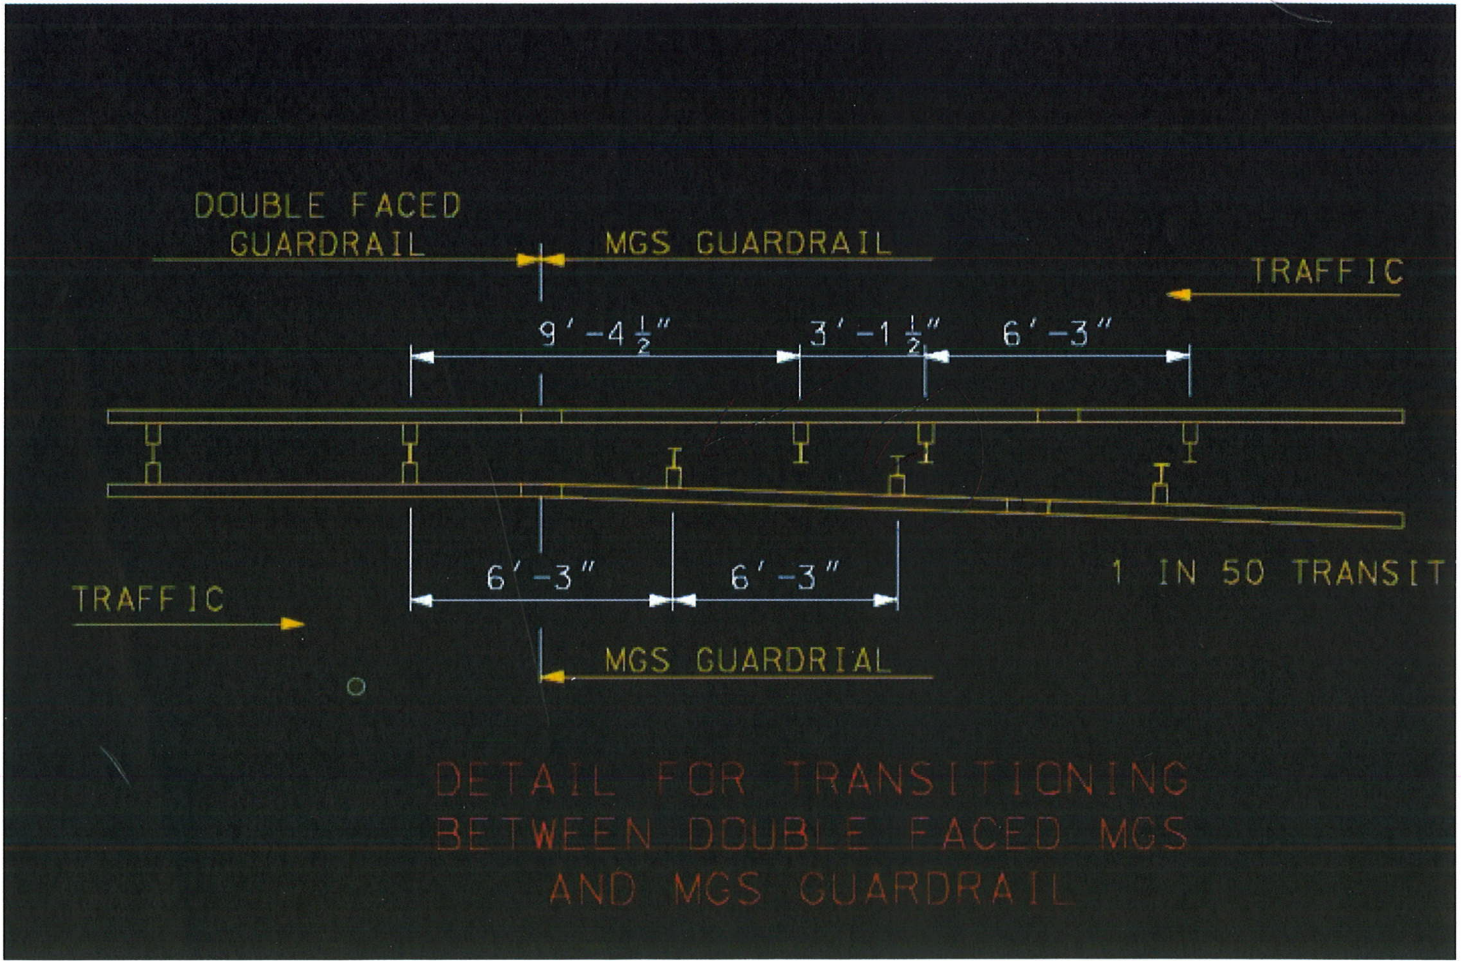 DOUBLE FACED
GUARDRAIL
MGS GUARDRAIL
TRAFFIC
9'-4 1/2"
3'-1 1/2"
6'-3"
6'-3"
6'-3"
1 IN 50 TRANSIT
TRAFFIC
MGS GUARDRIAL
DETAIL FOR TRANSITIONING
BETWEEN DOUBLE FACED MGS
AND MGS GUARDRAIL